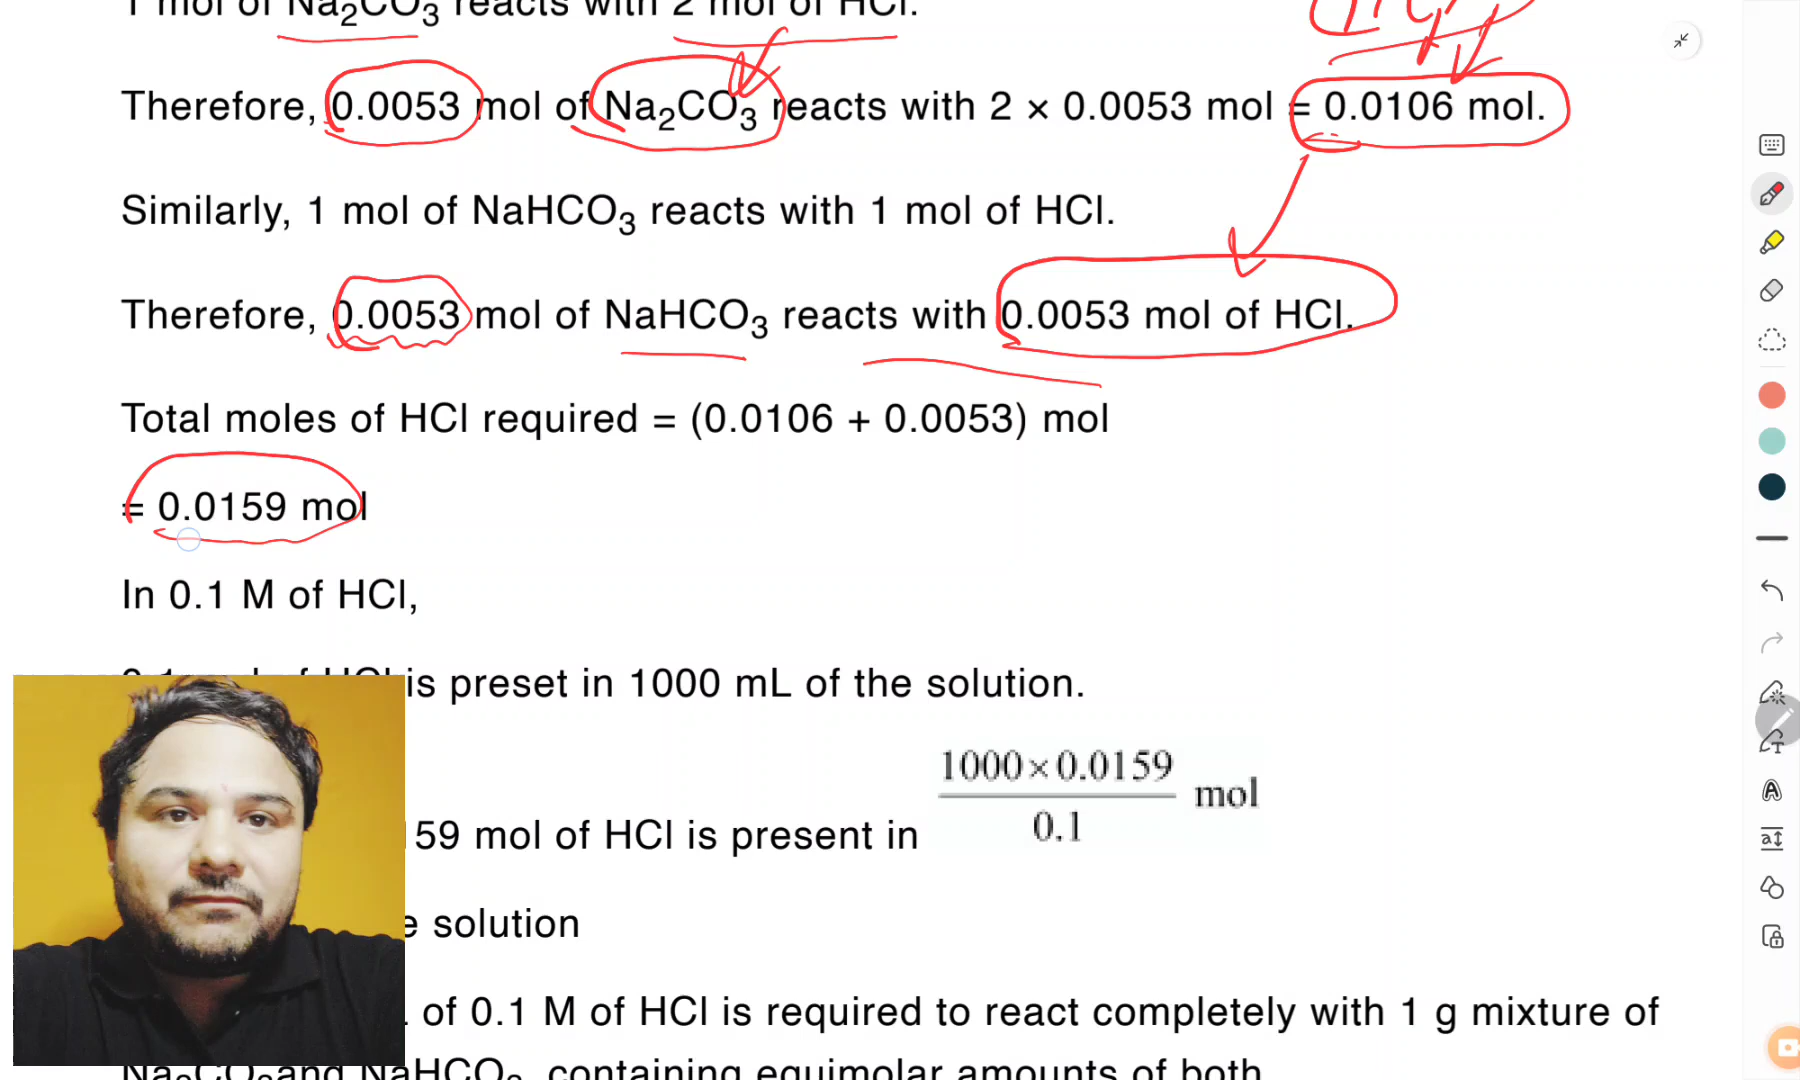 1 mol of Na₂CO₃ reacts with 2 mol of HCl.
Therefore, 0.0053 mol of Na₂CO₃ reacts with 2 × 0.0053 mol = 0.0106 mol.
Similarly, 1 mol of NaHCO₃ reacts with 1 mol of HCl.
Therefore, 0.0053 mol of NaHCO₃ reacts with 0.0053 mol of HCl.
Total moles of HCl required = (0.0106 + 0.0053) mol
= 0.0159 mol
In 0.1 M of HCl,
is preset in 1000 mL of the solution.
1000×0.0159
mol
0.1
59 mol of HCl is present in
solution
of 0.1 M of HCl is required to react completely with 1 g mixture of
Na₂CO₃ and NaHCO₃, containing equimolar amounts of both